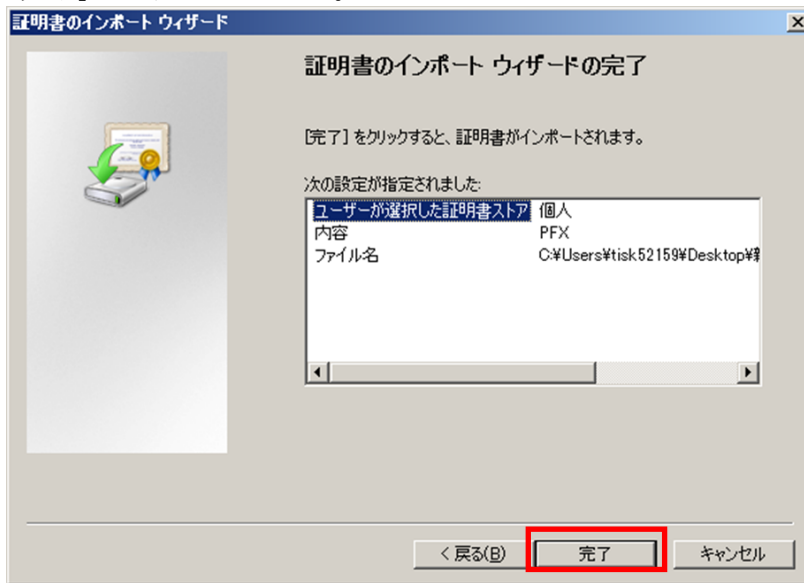 証明書のインポート ウィザード
証明書のインポート ウィザードの完了
[完了] をクリックすると、証明書がインポートされます。
次の設定が指定されました:
ユーザーが選択した証明書ストア 個人
内容 PFX
ファイル名 C:¥Users¥tisk52159¥Desktop¥
< 戻る(B) 完了 キャンセル